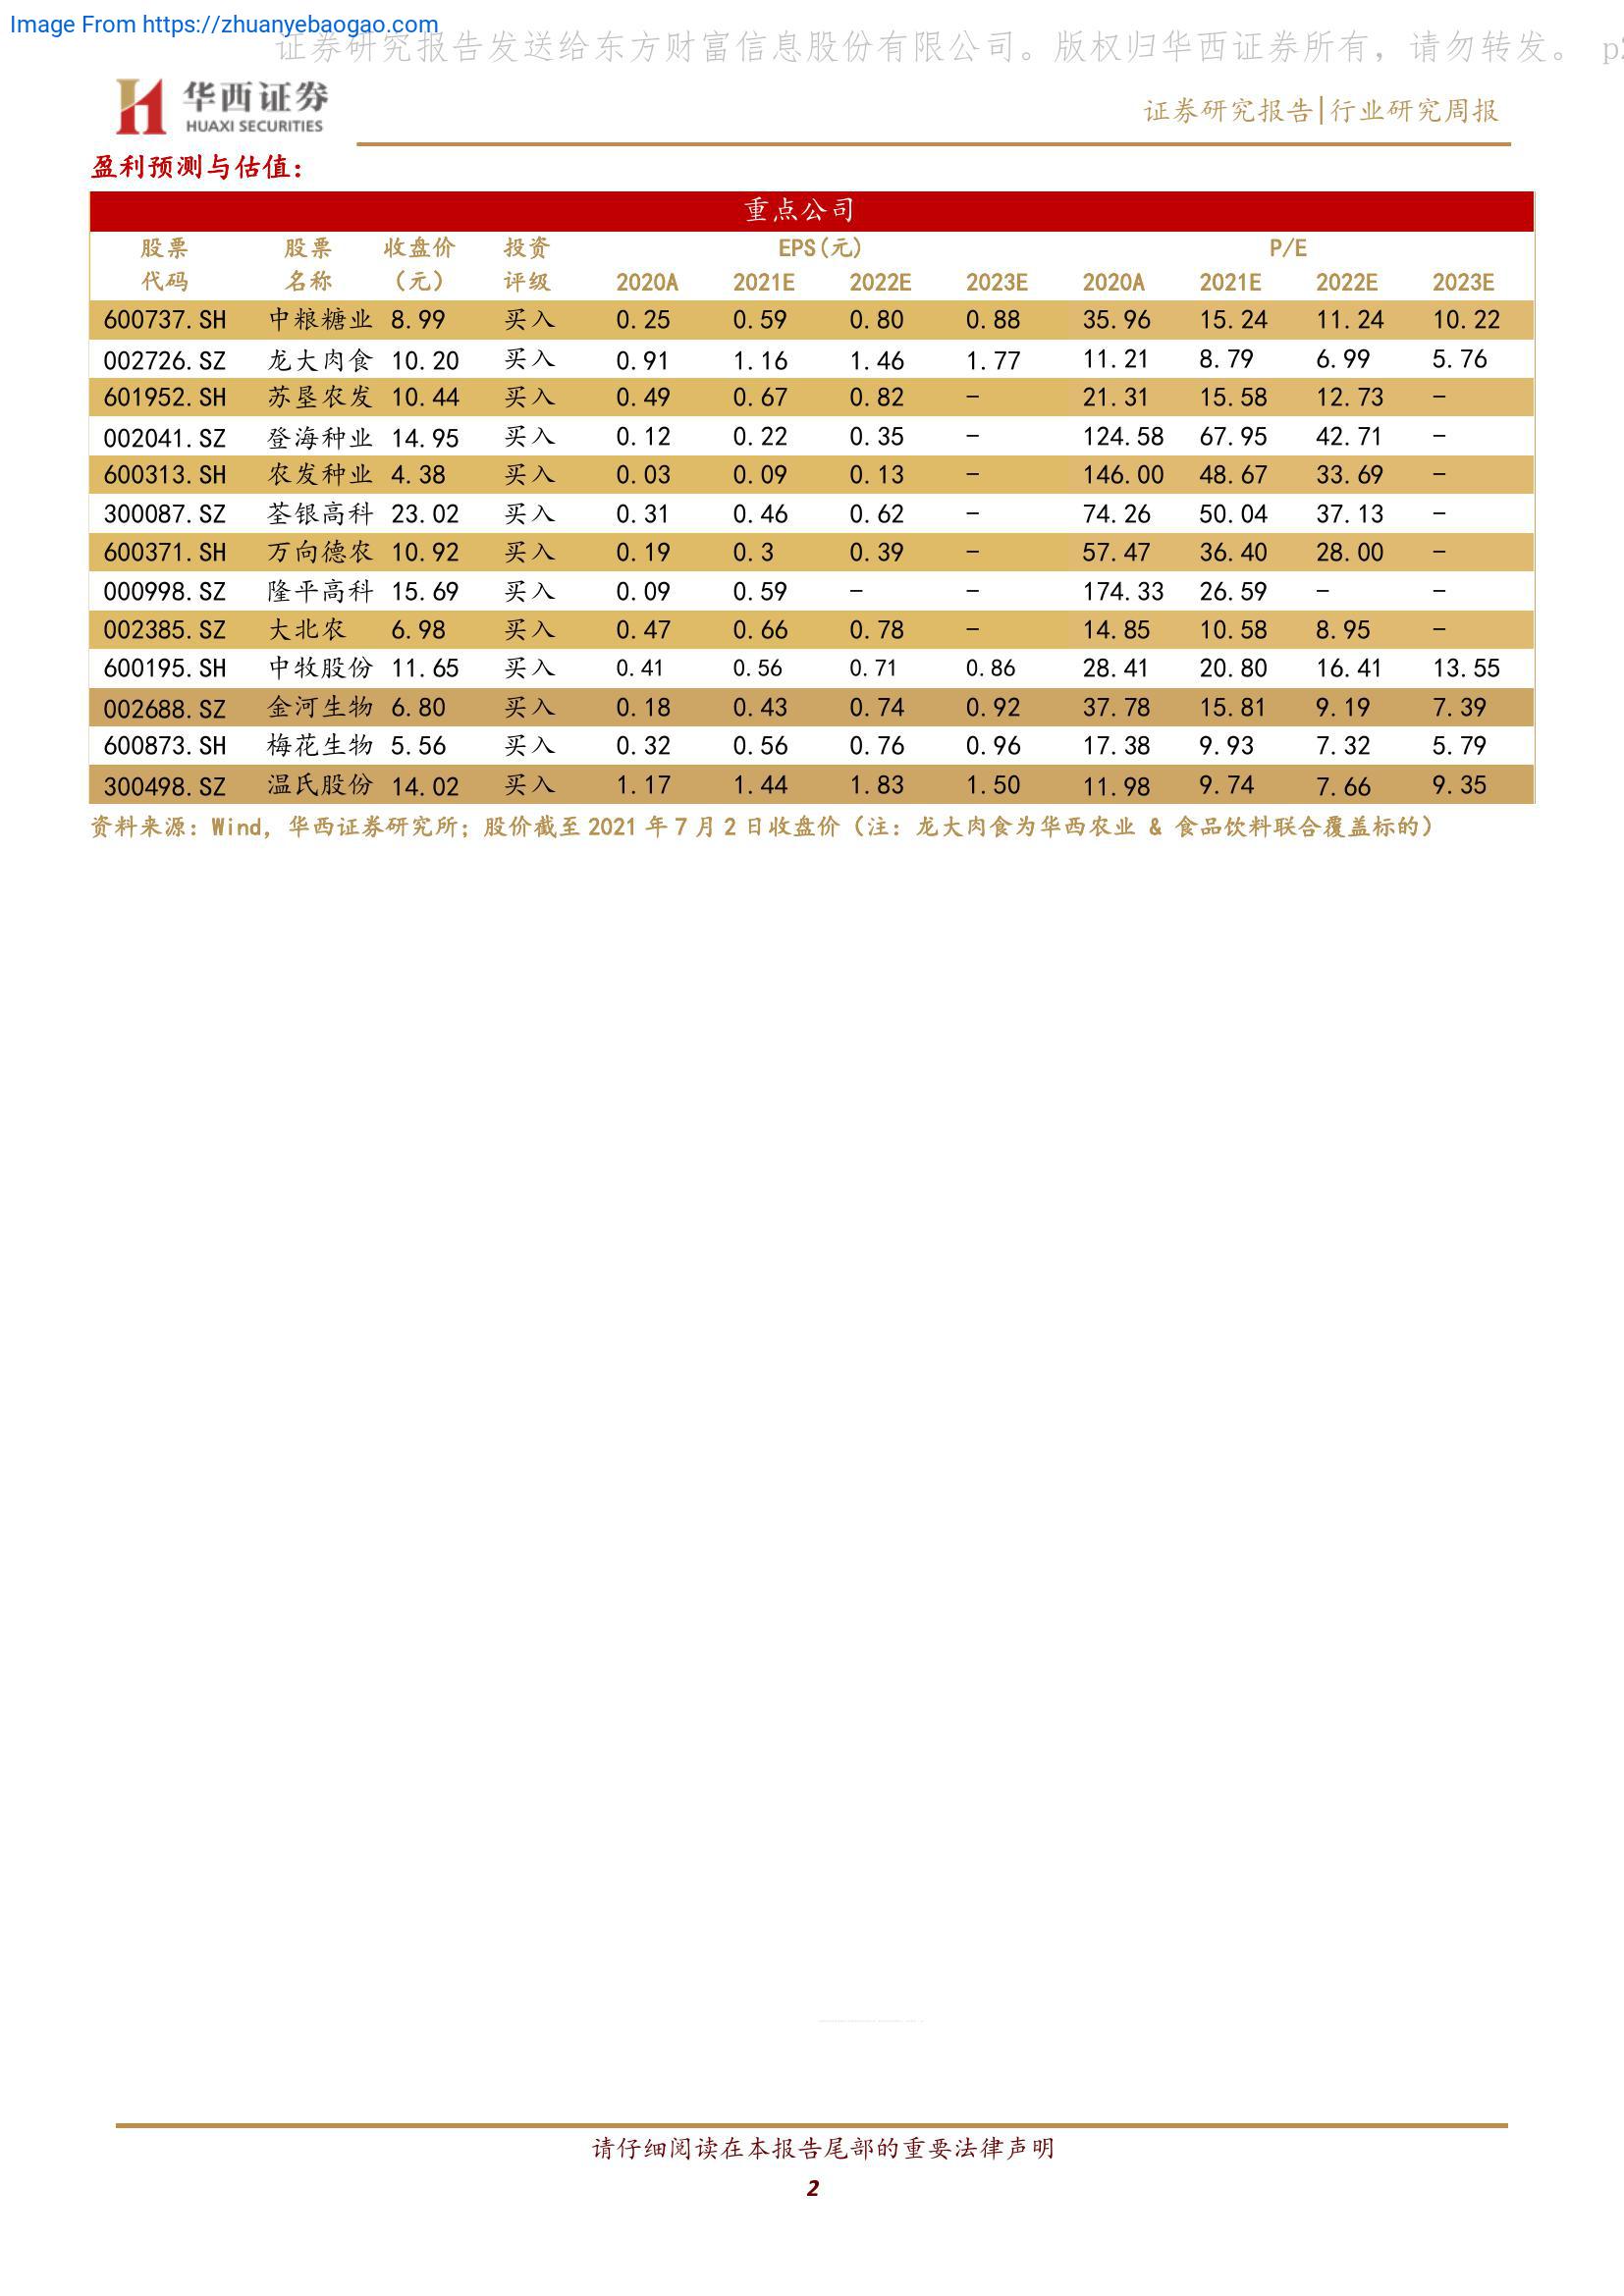 Image From https://zhuanyebaogao.com
证券研究报告发送给东方财富信息股份有限公司。版权归华西证券所有，请勿转发。 p2
华西证券
HUAXI SECURITIES
证券研究报告|行业研究周报
盈利预测与估值：
重点公司
股票 股票 收盘价 投资 EPS(元) P/E
代码 名称 （元） 评级 2020A 2021E 2022E 2023E 2020A 2021E 2022E 2023E
600737.SH 中粮糖业 8.99 买入 0.25 0.59 0.80 0.88 35.96 15.24 11.24 10.22
002726.SZ 龙大肉食 10.20 买入 0.91 1.16 1.46 1.77 11.21 8.79 6.99 5.76
601952.SH 苏垦农发 10.44 买入 0.49 0.67 0.82 - 21.31 15.58 12.73 -
002041.SZ 登海种业 14.95 买入 0.12 0.22 0.35 - 124.58 67.95 42.71 -
600313.SH 农发种业 4.38 买入 0.03 0.09 0.13 - 146.00 48.67 33.69 -
300087.SZ 荃银高科 23.02 买入 0.31 0.46 0.62 - 74.26 50.04 37.13 -
600371.SH 万向德农 10.92 买入 0.19 0.3 0.39 - 57.47 36.40 28.00 -
000998.SZ 隆平高科 15.69 买入 0.09 0.59 - - 174.33 26.59 - -
002385.SZ 大北农 6.98 买入 0.47 0.66 0.78 - 14.85 10.58 8.95 -
600195.SH 中牧股份 11.65 买入 0.41 0.56 0.71 0.86 28.41 20.80 16.41 13.55
002688.SZ 金河生物 6.80 买入 0.18 0.43 0.74 0.92 37.78 15.81 9.19 7.39
600873.SH 梅花生物 5.56 买入 0.32 0.56 0.76 0.96 17.38 9.93 7.32 5.79
300498.SZ 温氏股份 14.02 买入 1.17 1.44 1.83 1.50 11.98 9.74 7.66 9.35
资料来源：Wind，华西证券研究所；股价截至 2021 年 7 月 2 日收盘价（注：龙大肉食为华西农业 & 食品饮料联合覆盖标的）
请仔细阅读在本报告尾部的重要法律声明
2